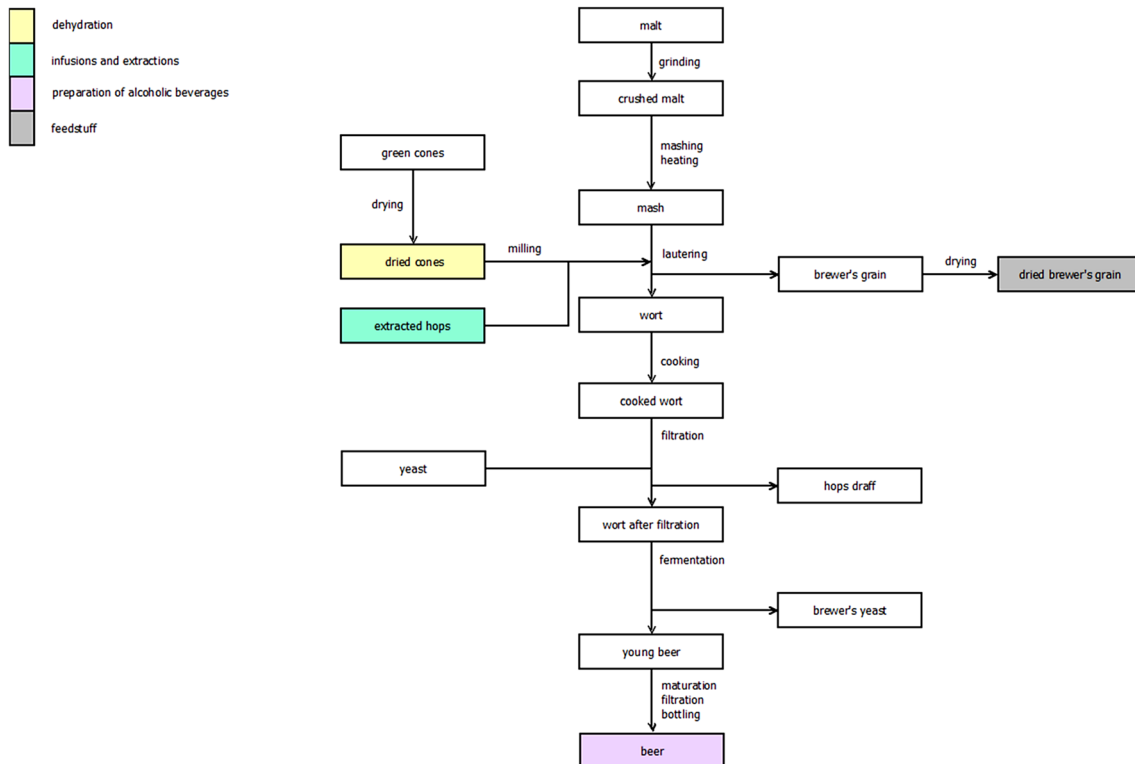 dehydration
infusions and extractions
preparation of alcoholic beverages
feedstuff
malt
grinding
crushed malt
green cones
mashing
heating
drying
mash
milling
lautering
dried cones
brewer's grain
drying
dried brewer's grain
extracted hops
wort
cooking
cooked wort
filtration
yeast
hops draff
wort after filtration
fermentation
brewer's yeast
young beer
maturation
filtration
bottling
beer